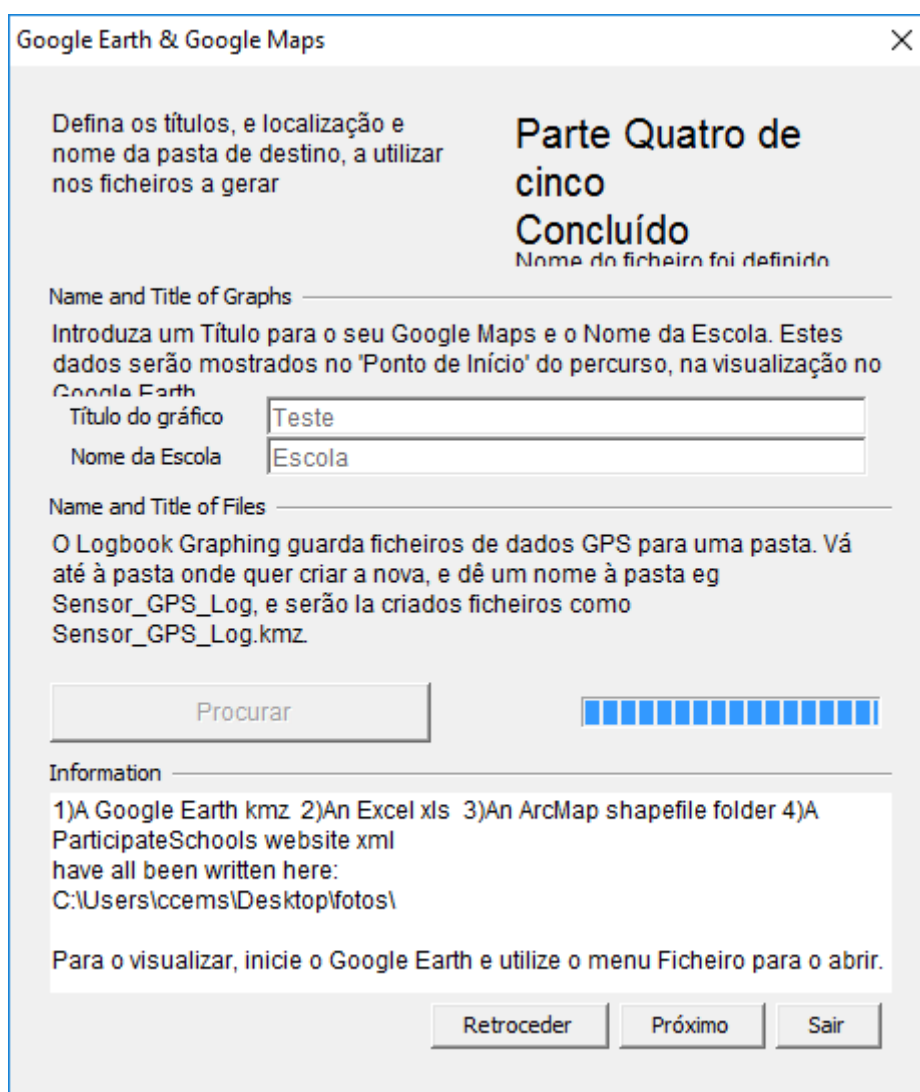 Google Earth & Google Maps
Defina os títulos, e localização e
nome da pasta de destino, a utilizar
nos ficheiros a gerar
Parte Quatro de
cinco
Concluído
Nome do ficheiro foi definido
Name and Title of Graphs
Introduza um Título para o seu Google Maps e o Nome da Escola. Estes
dados serão mostrados no 'Ponto de Início' do percurso, na visualização no
Google Earth
Título do gráfico
Teste
Nome da Escola
Escola
Name and Title of Files
O Logbook Graphing guarda ficheiros de dados GPS para uma pasta. Vá
até à pasta onde quer criar a nova, e dê um nome à pasta eg
Sensor_GPS_Log, e serão la criados ficheiros como
Sensor_GPS_Log.kmz.
Procurar
Information
1)A Google Earth kmz  2)An Excel xls  3)An ArcMap shapefile folder 4)A
ParticipateSchools website xml
have all been written here:
C:\Users\ccems\Desktop\fotos\
Para o visualizar, inicie o Google Earth e utilize o menu Ficheiro para o abrir.
Retroceder
Próximo
Sair